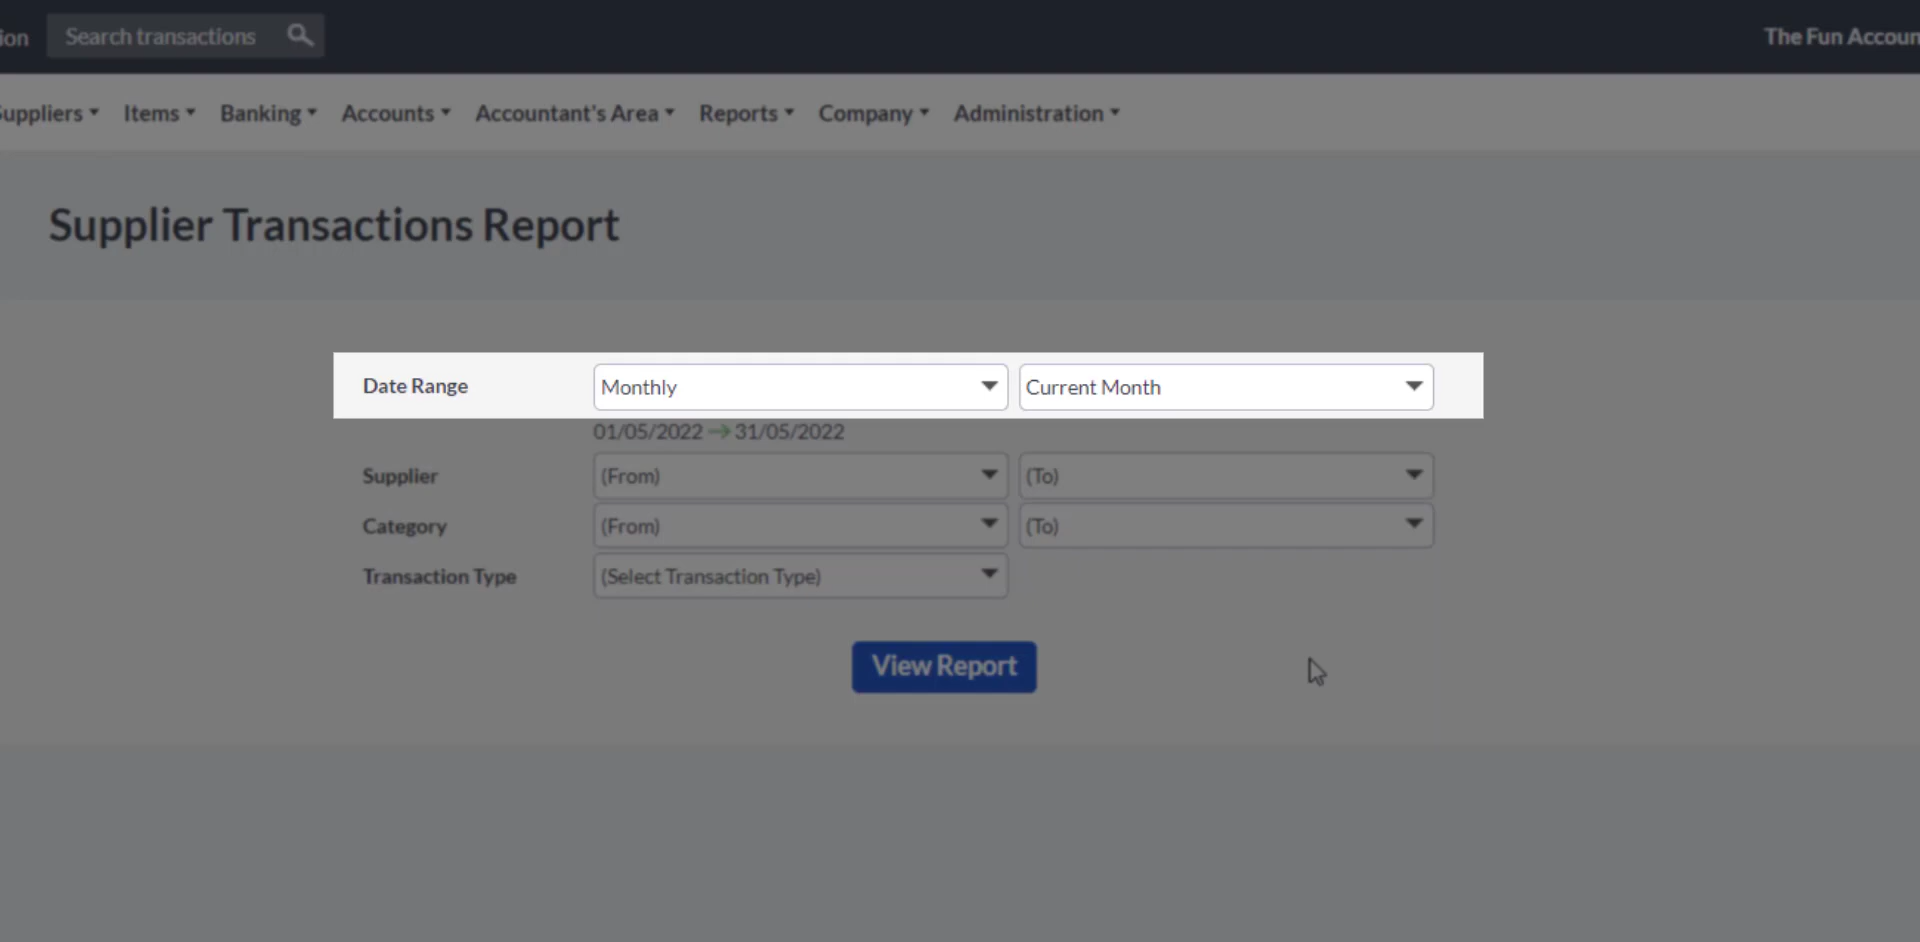 ion Search transactions The Fun Accoun
Suppliers Items Banking Accounts Accountant's Area Reports Company Administration
Supplier Transactions Report
Date Range Monthly Current Month
01/05/2022 → 31/05/2022
Supplier (From) (To)
Category (From) (To)
Transaction Type (Select Transaction Type)
View Report